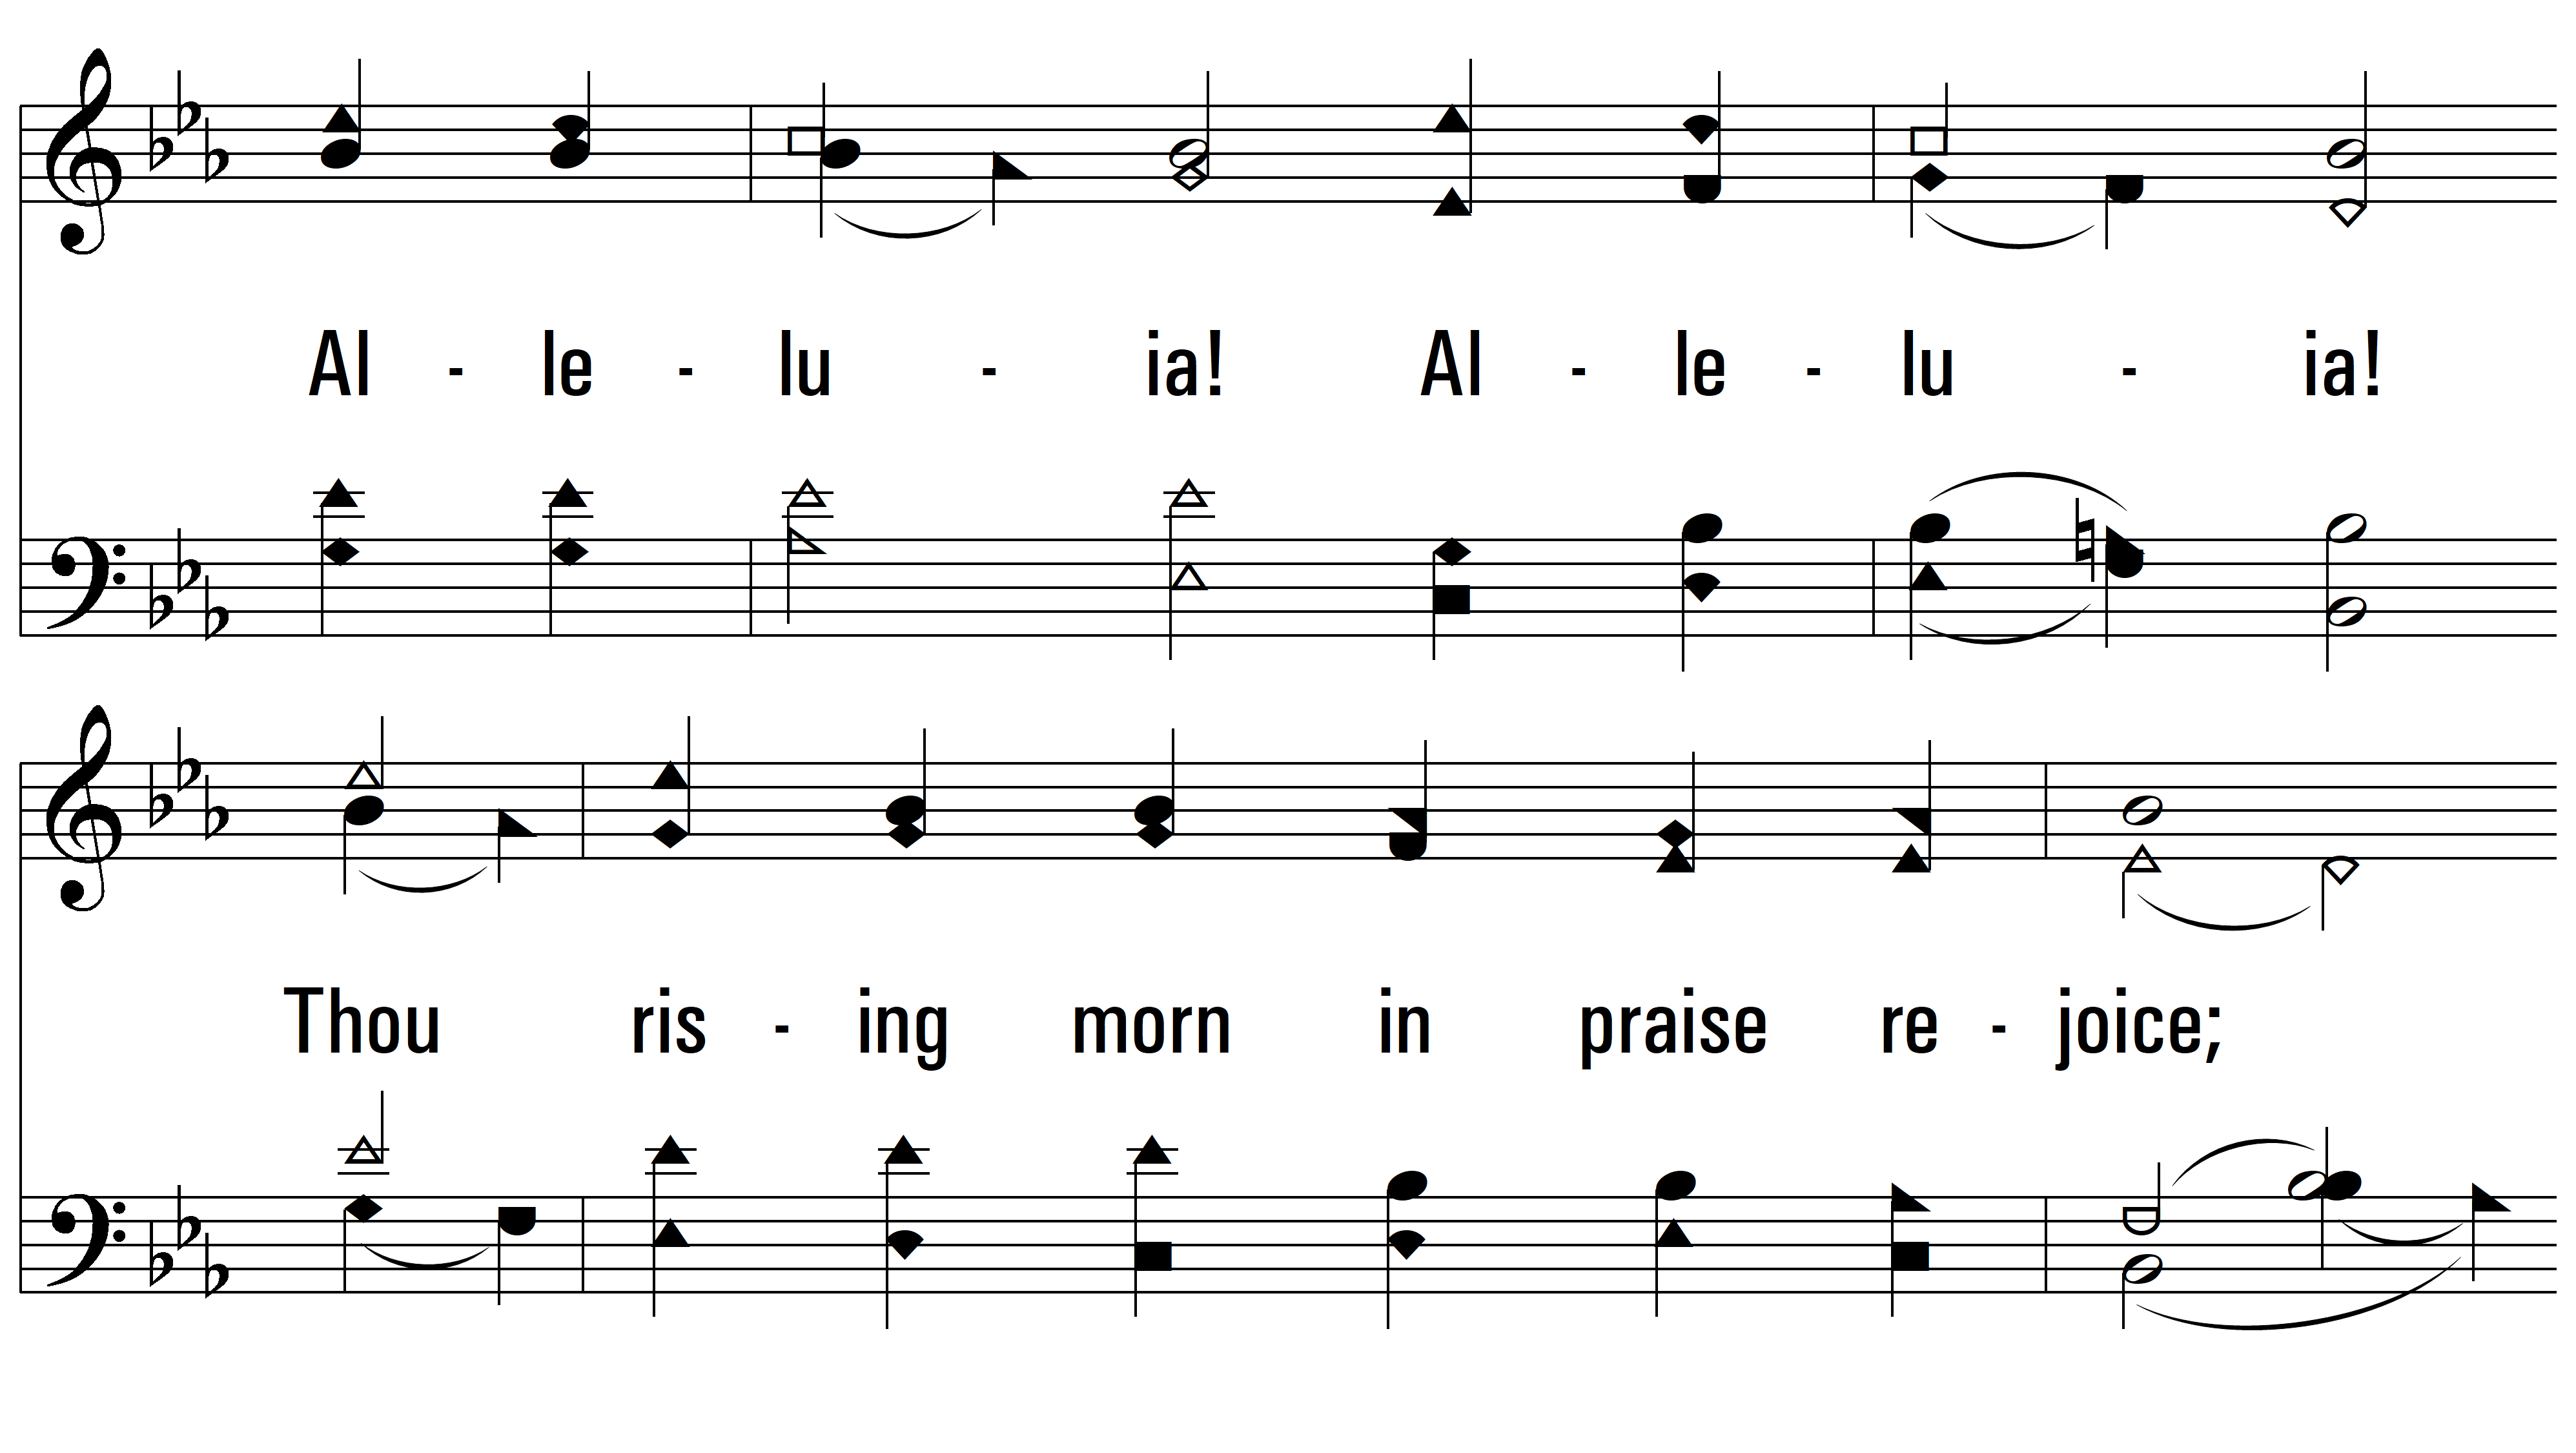 Al - le - lu - ia! Al - le - lu - ia!
Thou ris - ing morn in praise re - joice;